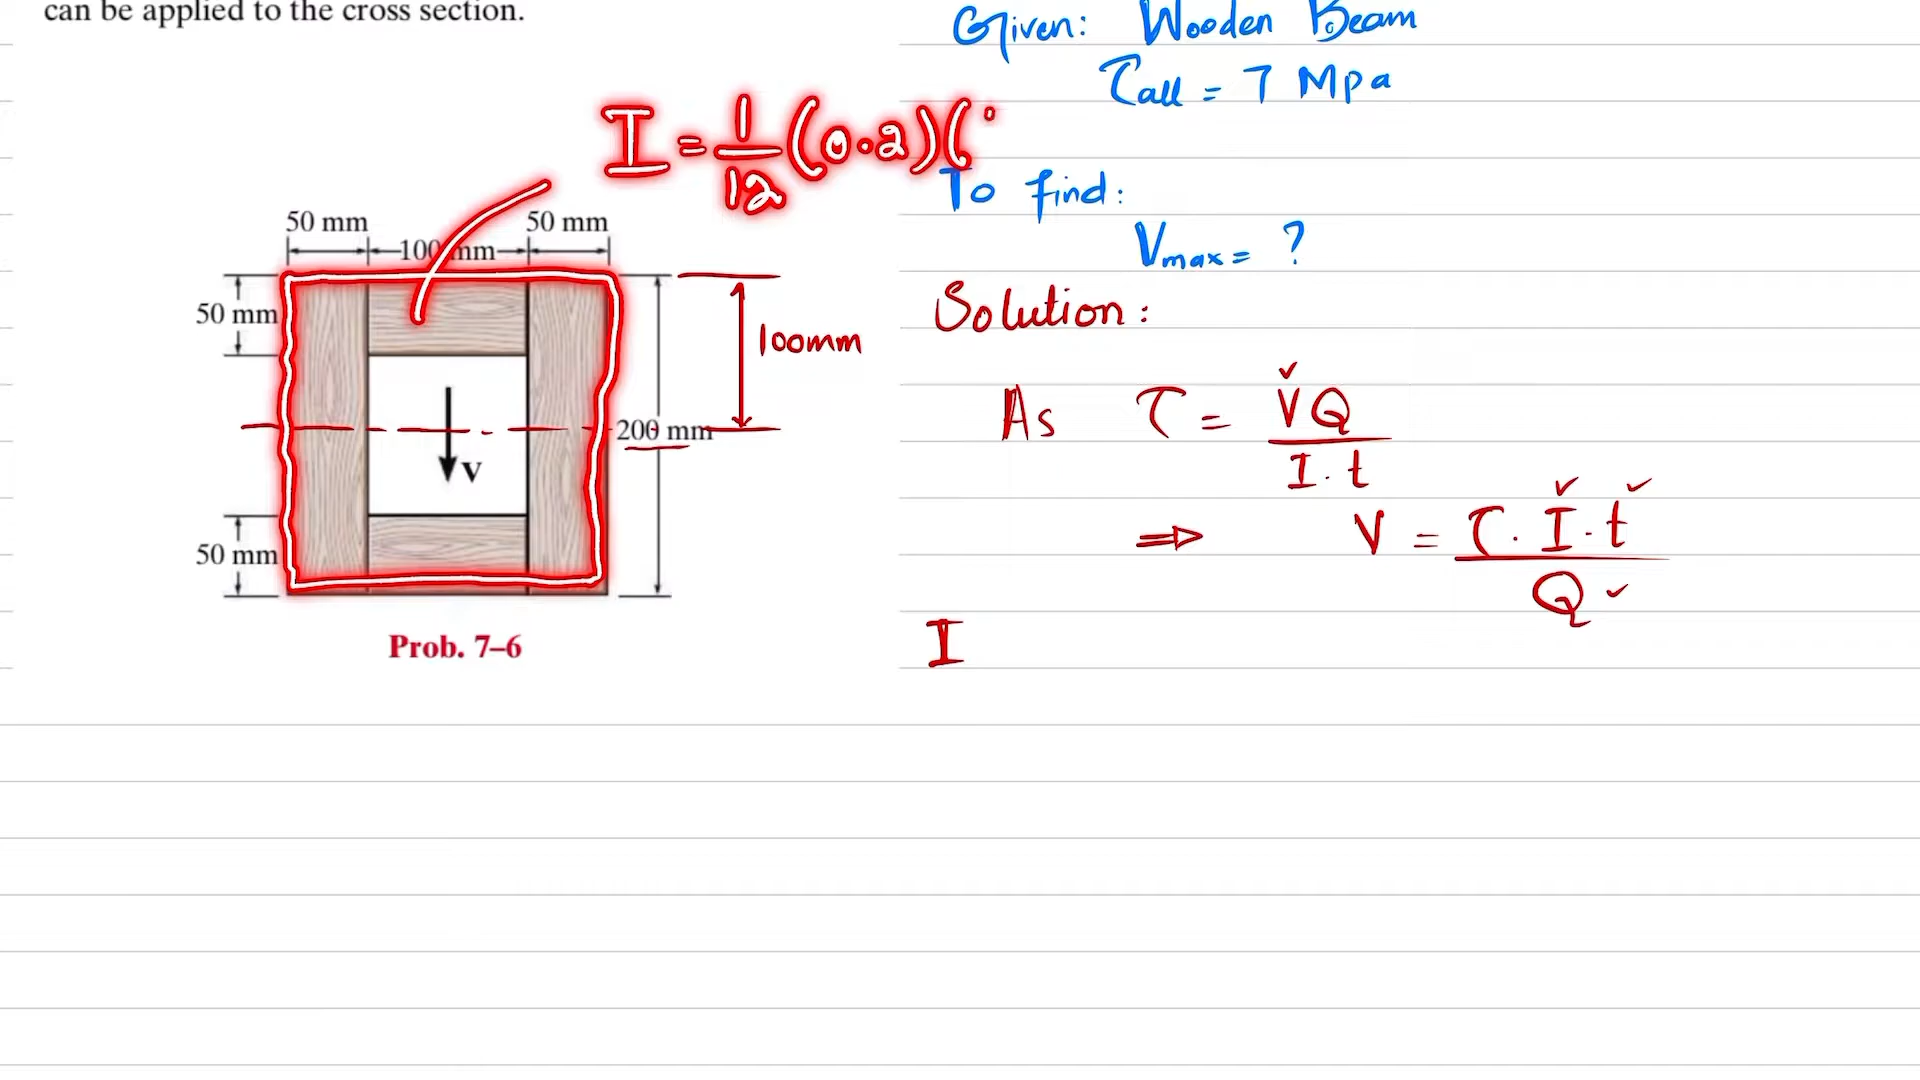 can be applied to the cross section.
Given: Wooden Beam
τall = 7 Mpa
I = 1/12 (0.2)(
To find:
Vmax = ?
50 mm
50 mm
100 mm
50 mm
100mm
200 mm
V
50 mm
Prob. 7–6
Solution:
As τ = VQ / I.t
⇒ V = τ.I.t / Q
I